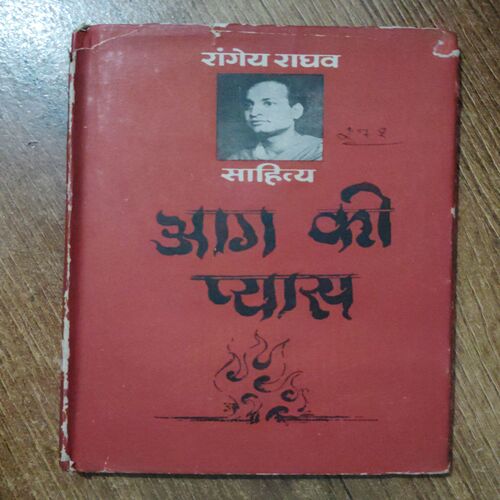 रांगेय राघव
साहित्य
आग की
प्यास